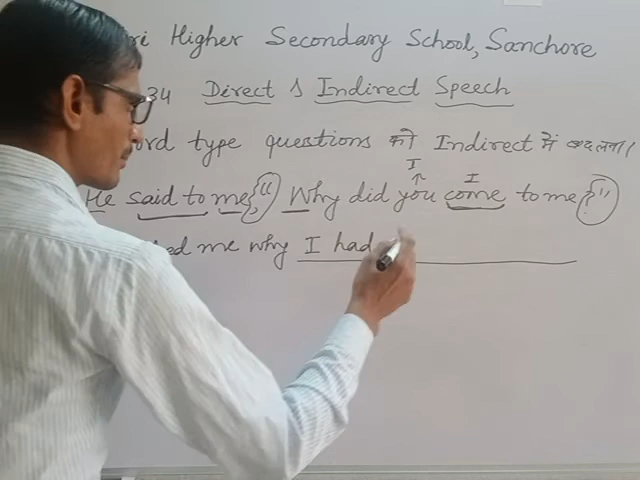 Higher Secondary School, Sanchore
34 Direct & Indirect Speech
type questions को Indirect में बदलना।
I
↑ I
He said to me, "Why did you come to me?"
me why I had